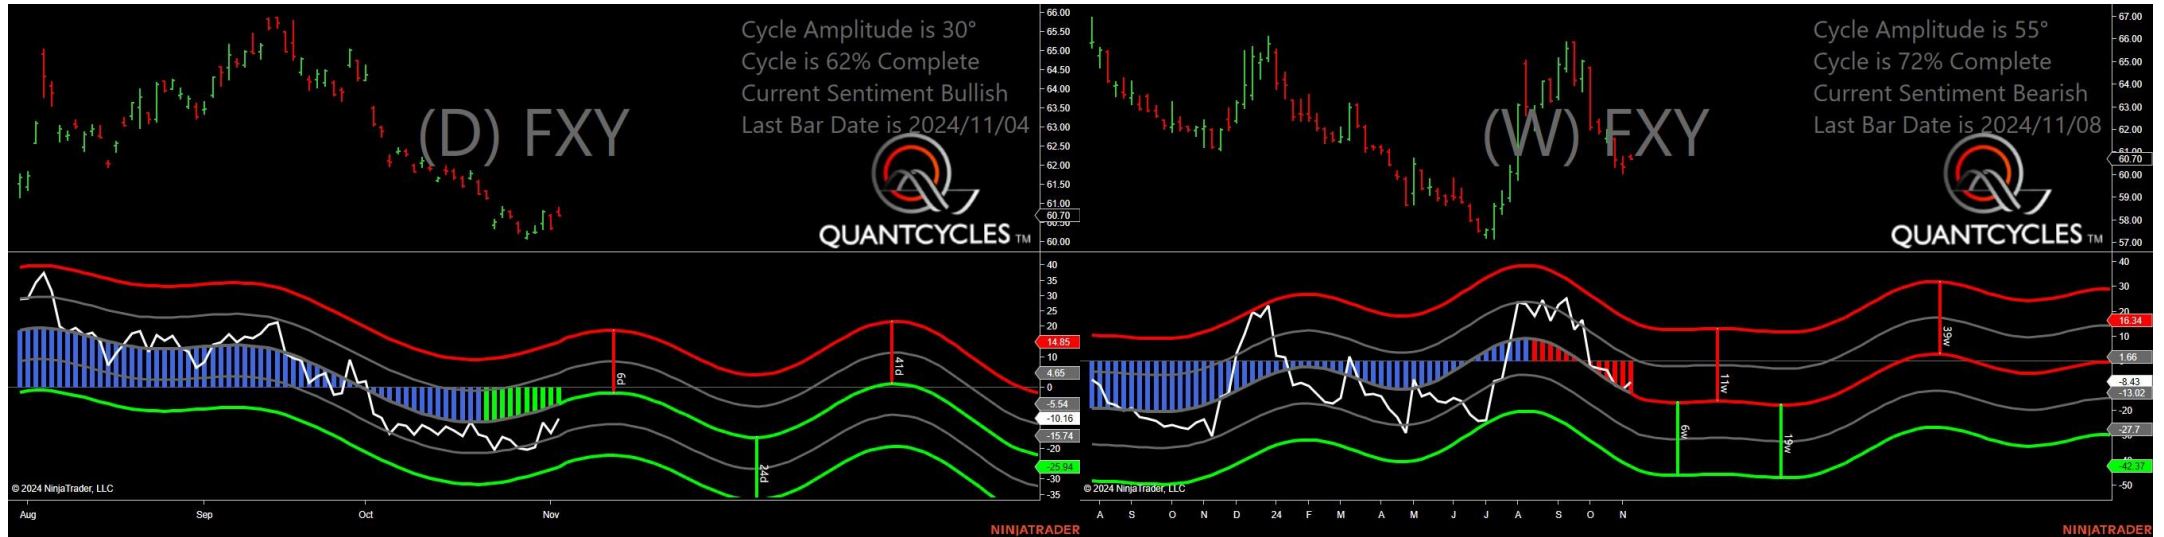 Cycle Amplitude is 30°
Cycle is 62% Complete
Current Sentiment Bullish
Last Bar Date is 2024/11/04
(D) FXY
QUANTCYCLES TM
66.00
65.50
65.00
64.50
64.00
63.50
63.00
62.50
62.00
61.50
61.00
60.70
60.00
40
35
30
25
20
14.85
10
4.65
0
-5.54
-10.16
-15.74
-20
-25.94
-30
-35
6d
24d
41d
© 2024 NinjaTrader, LLC
Aug Sep Oct Nov
NINJATRADER
Cycle Amplitude is 55°
Cycle is 72% Complete
Current Sentiment Bearish
Last Bar Date is 2024/11/08
(W) FXY
QUANTCYCLES TM
67.00
66.00
65.00
64.00
63.00
62.00
61.00
60.70
60.00
59.00
58.00
57.00
40
30
20
16.34
10
1.66
-8.43
-13.02
-20
-27.7
-42.37
-50
11w
39w
6w
19w
© 2024 NinjaTrader, LLC
A S O N D 24 F M A M J J A S O N
NINJATRADER